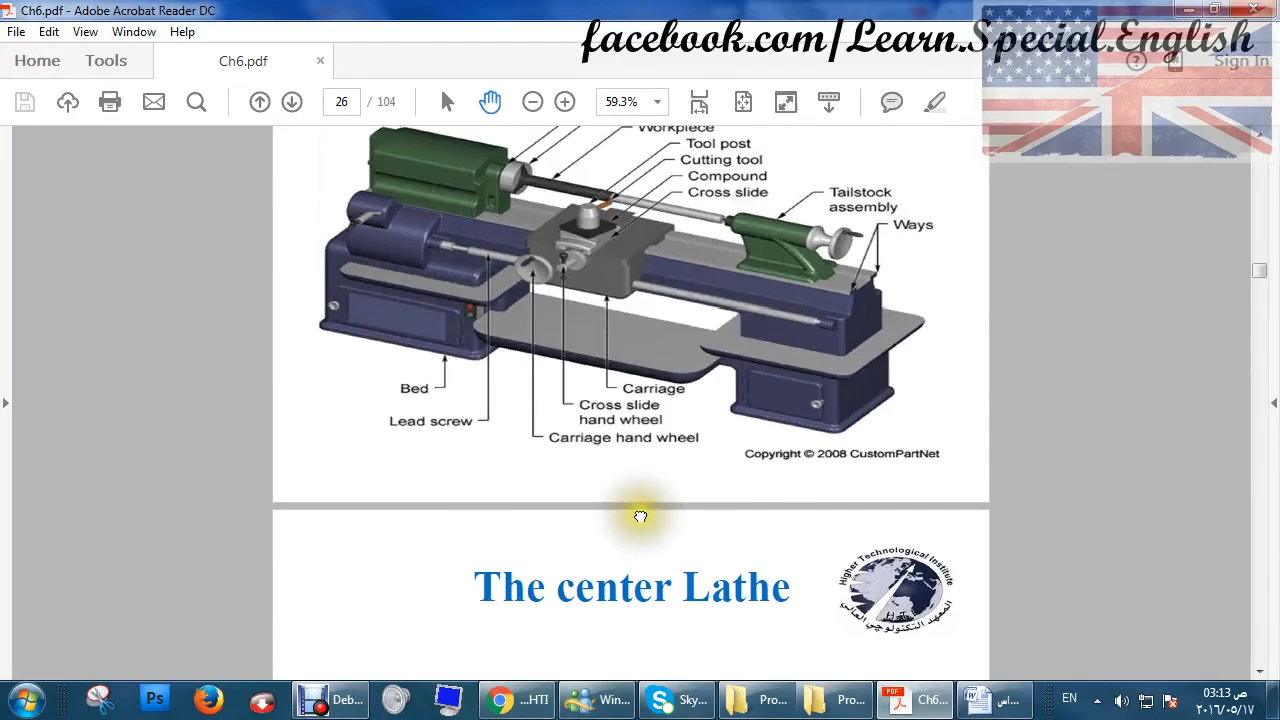 Ch6.pdf - Adobe Acrobat Reader DC
facebook.com/Learn.Special.English
File Edit View Window Help
Home Tools Ch6.pdf × ? Sign In
26 / 104 59.3%
Workpiece
Tool post
Cutting tool
Compound
Cross slide
Tailstock
assembly
Ways
Bed
Carriage
Cross slide
hand wheel
Lead screw
Carriage hand wheel
Copyright © 2008 CustomPartNet
The center Lathe
Higher Technological Institute
H.T.I
المعهد التكنولوجي العالي
Ps Deb... ...HTI Win... Sky... Pro... Pro... PDF Ch6... ...اس EN
03:13 ص
٢٠١٦/٠٥/١٧